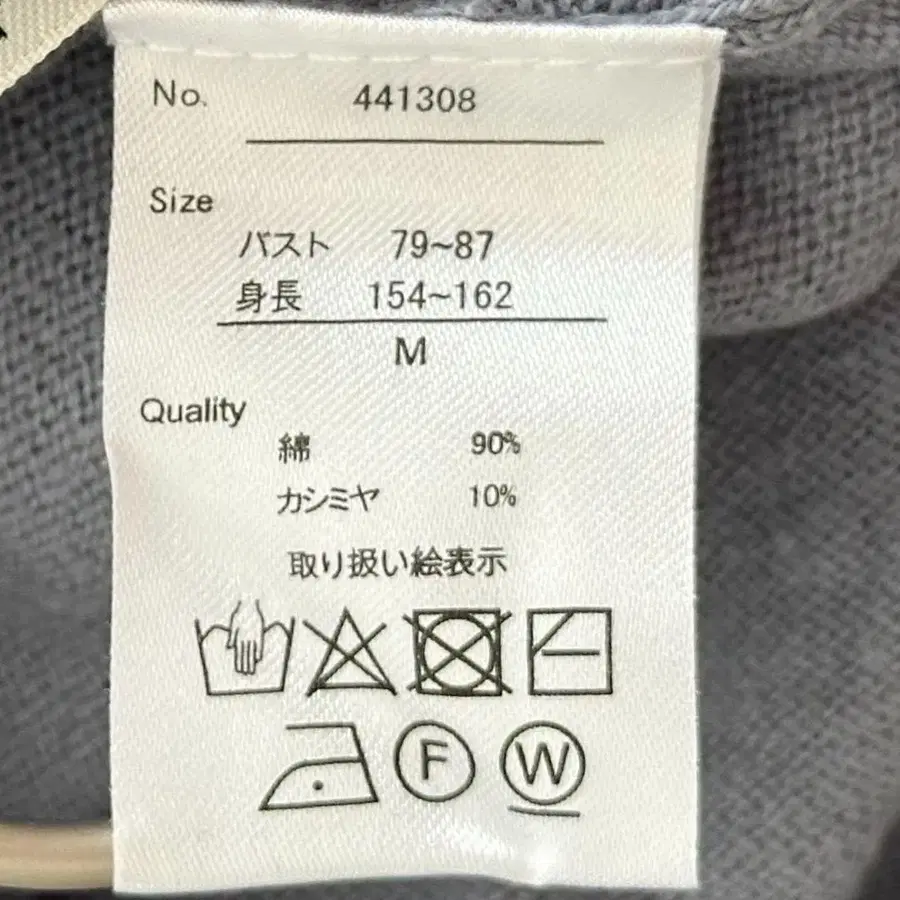 No. 441308
Size
バスト 79~87
身長 154~162
M
Quality
綿 90%
カシミヤ 10%
取り扱い絵表示
F W